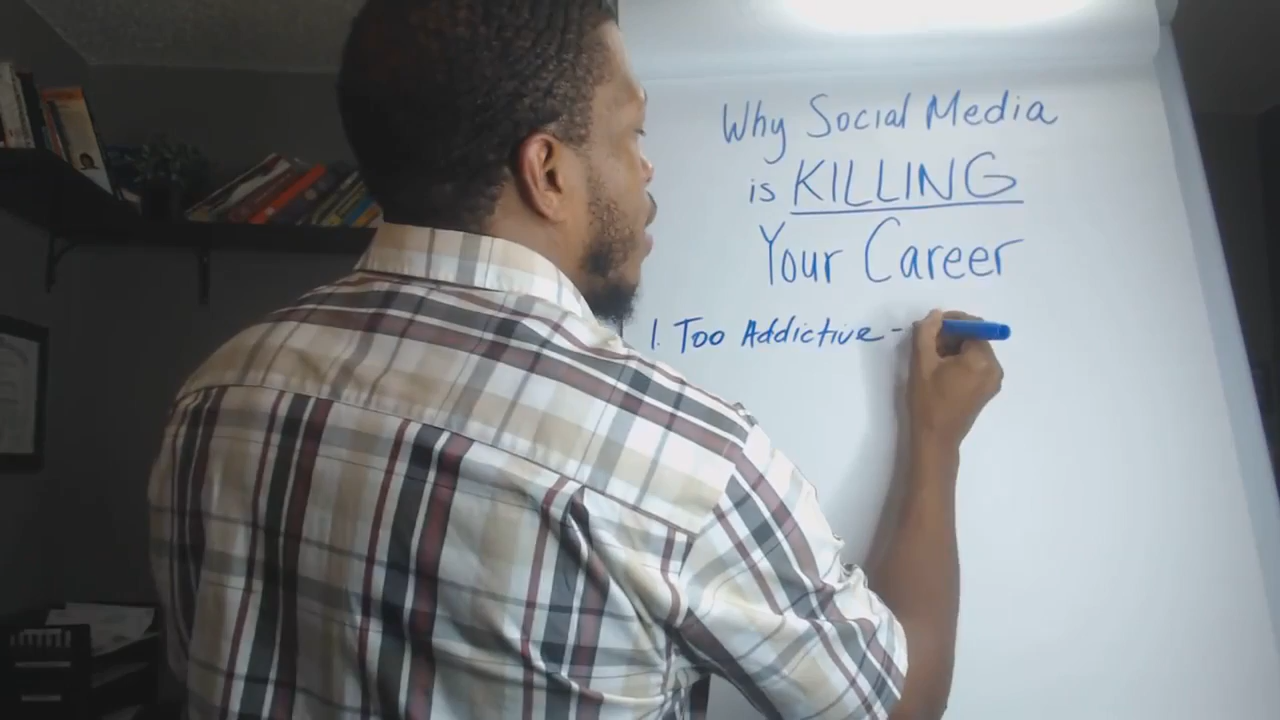 Why Social Media
is KILLING
Your Career
1. Too Addictive -